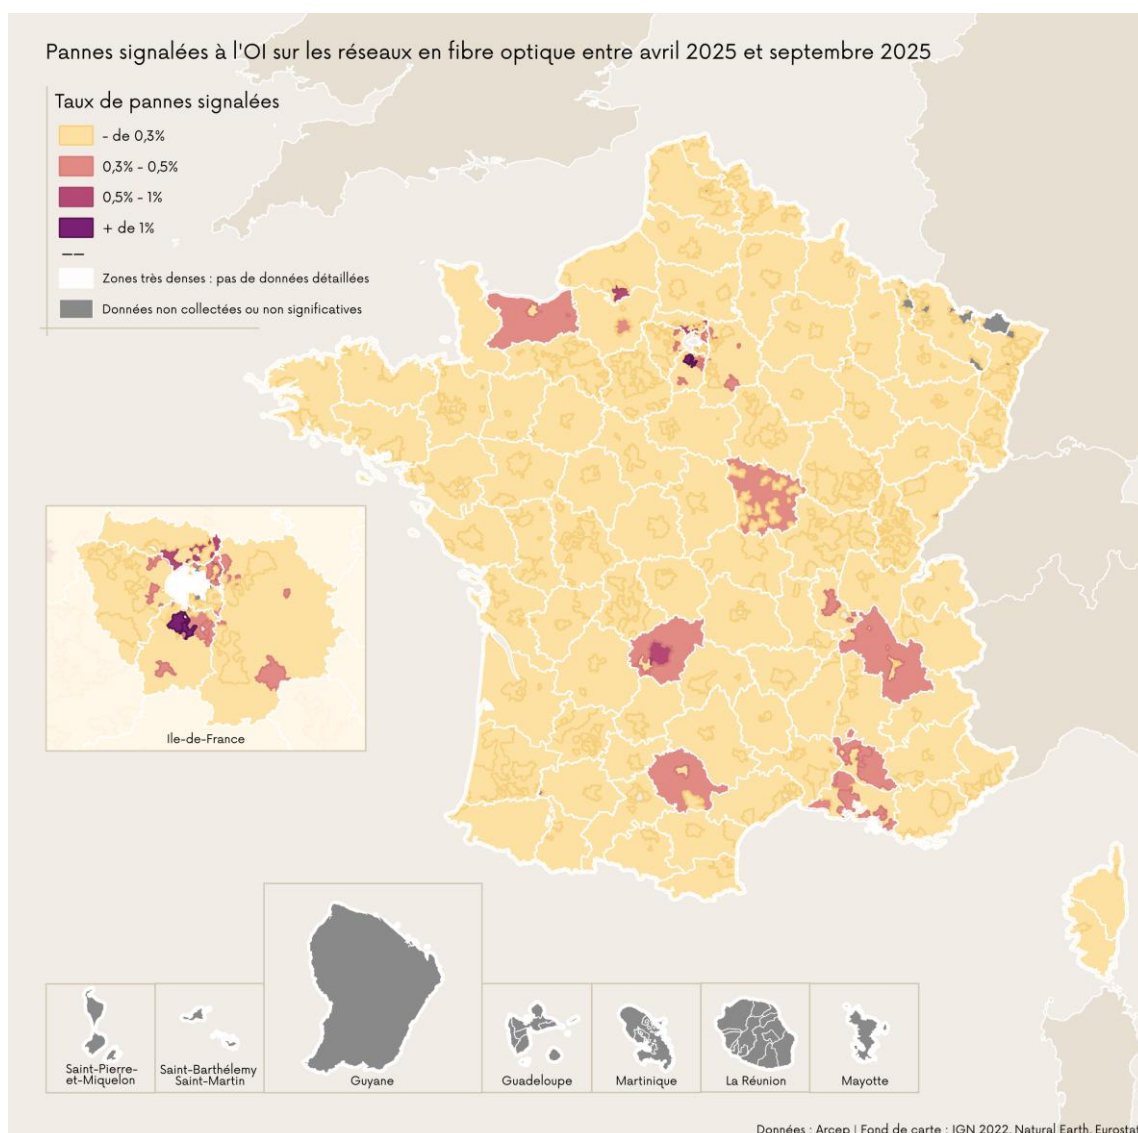 Pannes signalées à l'OI sur les réseaux en fibre optique entre avril 2025 et septembre 2025
Taux de pannes signalées
- de 0,3%
0,3% - 0,5%
0,5% - 1%
+ de 1%
Zones très denses : pas de données détaillées
Données non collectées ou non significatives
Ile-de-France
Saint-Pierre-
et-Miquelon
Saint-Barthélemy
Saint-Martin
Guyane
Guadeloupe
Martinique
La Réunion
Mayotte
Données : Arcep | Fond de carte : IGN 2022, Natural Earth, Eurostat